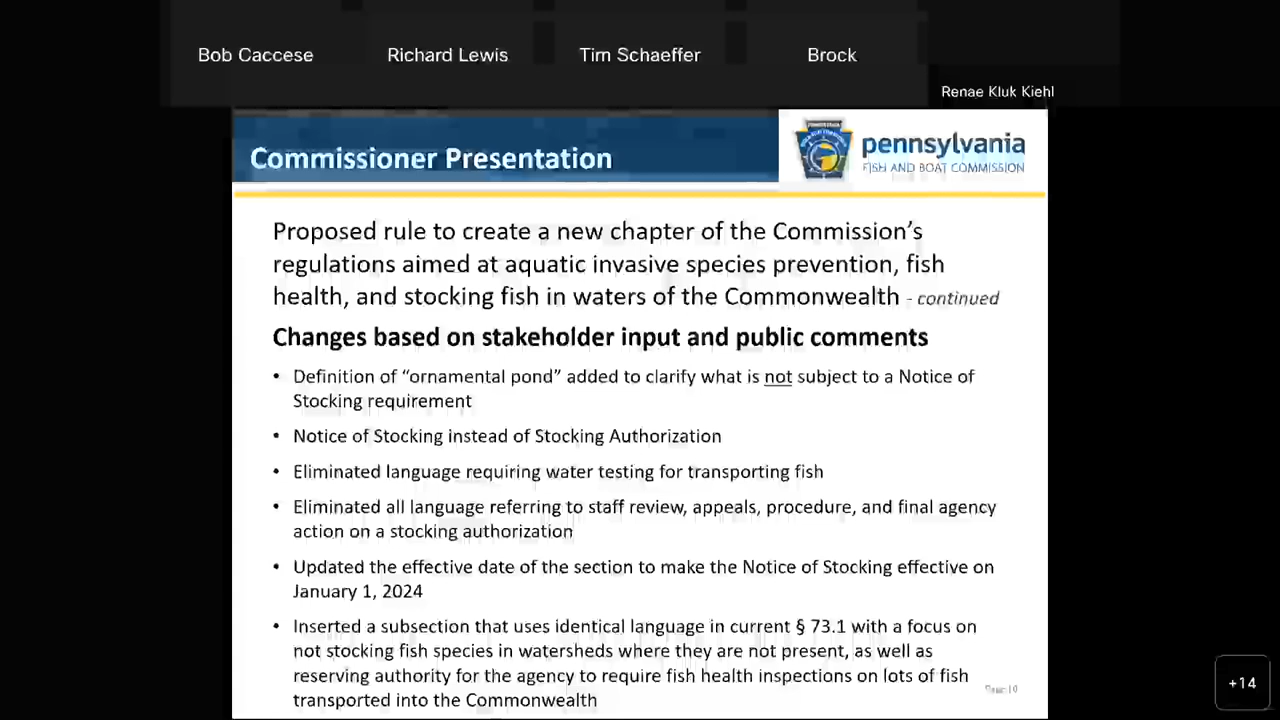 Bob Caccese
Richard Lewis
Tim Schaeffer
Brock
Renae Kluk Kiehl
Commissioner Presentation
pennsylvania
FISH AND BOAT COMMISSION
Proposed rule to create a new chapter of the Commission’s
regulations aimed at aquatic invasive species prevention, fish
health, and stocking fish in waters of the Commonwealth - continued
Changes based on stakeholder input and public comments
• Definition of “ornamental pond” added to clarify what is not subject to a Notice of
Stocking requirement
• Notice of Stocking instead of Stocking Authorization
• Eliminated language requiring water testing for transporting fish
• Eliminated all language referring to staff review, appeals, procedure, and final agency
action on a stocking authorization
• Updated the effective date of the section to make the Notice of Stocking effective on
January 1, 2024
• Inserted a subsection that uses identical language in current § 73.1 with a focus on
not stocking fish species in watersheds where they are not present, as well as
reserving authority for the agency to require fish health inspections on lots of fish
transported into the Commonwealth
+14